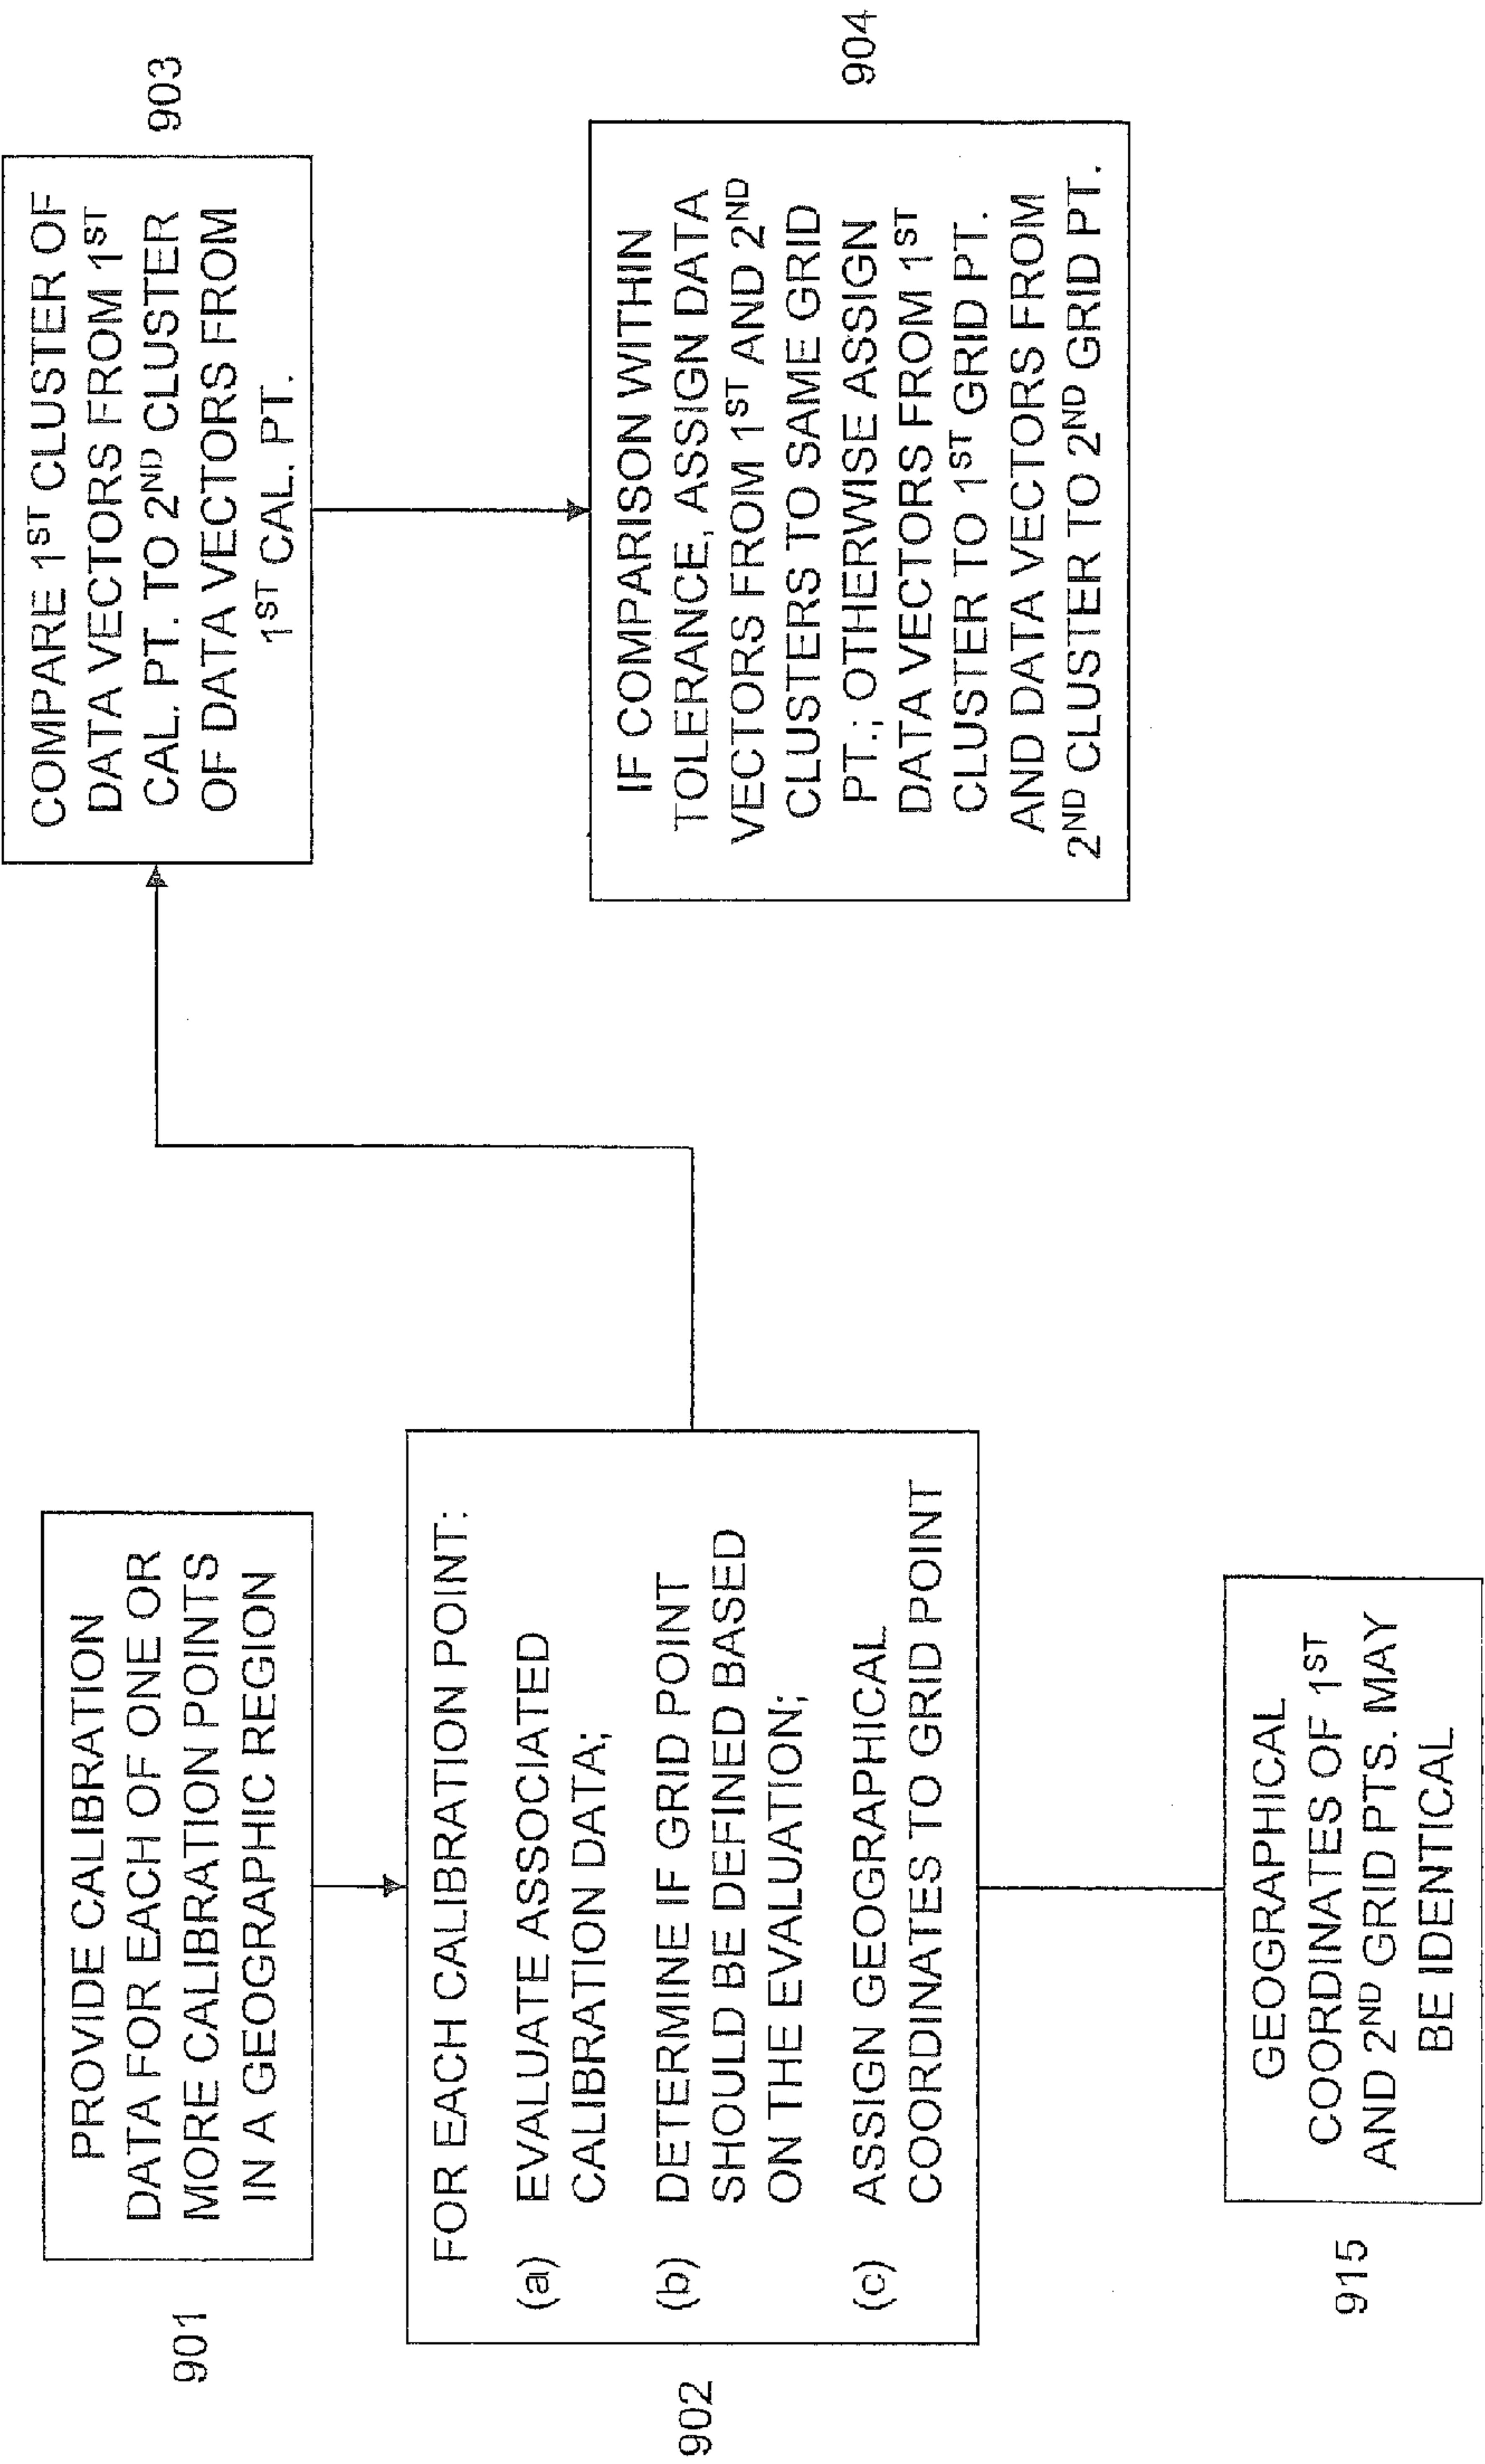 901
PROVIDE CALIBRATION
DATA FOR EACH OF ONE OR
MORE CALIBRATION POINTS
IN A GEOGRAPHIC REGION
902
FOR EACH CALIBRATION POINT:
(a) EVALUATE ASSOCIATED
CALIBRATION DATA;
(b) DETERMINE IF GRID POINT
SHOULD BE DEFINED BASED
ON THE EVALUATION;
(c) ASSIGN GEOGRAPHICAL
COORDINATES TO GRID POINT
915
GEOGRAPHICAL
COORDINATES OF 1ST
AND 2ND GRID PTS. MAY
BE IDENTICAL
903
COMPARE 1ST CLUSTER OF
DATA VECTORS FROM 1ST
CAL. PT. TO 2ND CLUSTER
OF DATA VECTORS FROM
1ST CAL. PT.
904
IF COMPARISON WITHIN
TOLERANCE, ASSIGN DATA
VECTORS FROM 1ST AND 2ND
CLUSTERS TO SAME GRID
PT.; OTHERWISE ASSIGN
DATA VECTORS FROM 1ST
CLUSTER TO 1ST GRID PT.
AND DATA VECTORS FROM
2ND CLUSTER TO 2ND GRID PT.